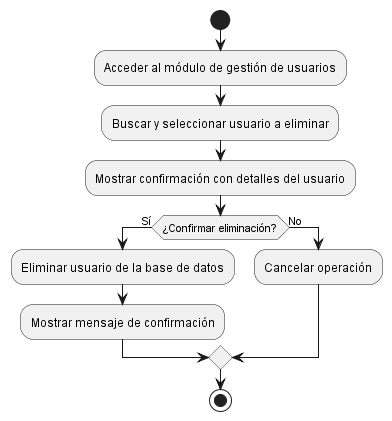 Acceder al módulo de gestión de usuarios
Buscar y seleccionar usuario a eliminar
Mostrar confirmación con detalles del usuario
Sí
¿Confirmar eliminación?
No
Eliminar usuario de la base de datos
Cancelar operación
Mostrar mensaje de confirmación